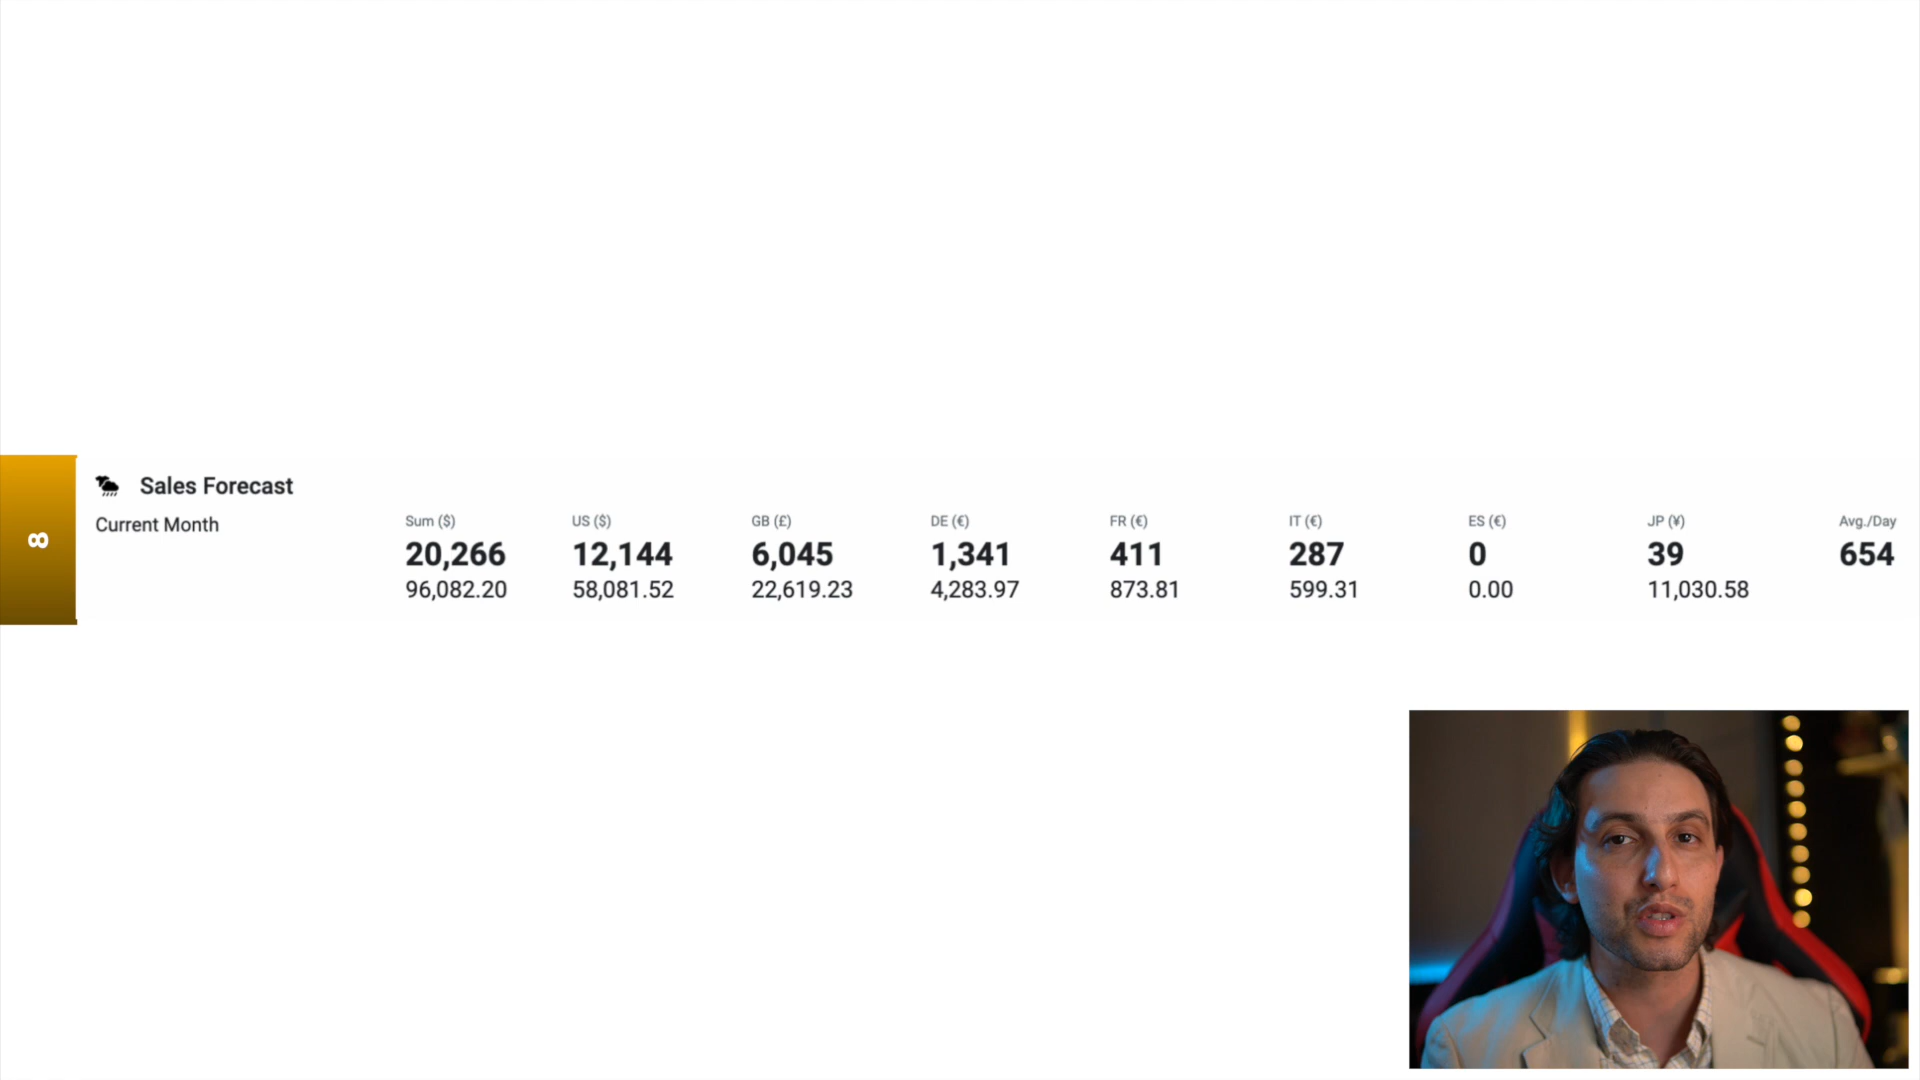 8
Sales Forecast
Current Month
Sum ($) US ($) GB (£) DE (€) FR (€) IT (€) ES (€) JP (¥) Avg./Day
20,266 12,144 6,045 1,341 411 287 0 39 654
96,082.20 58,081.52 22,619.23 4,283.97 873.81 599.31 0.00 11,030.58